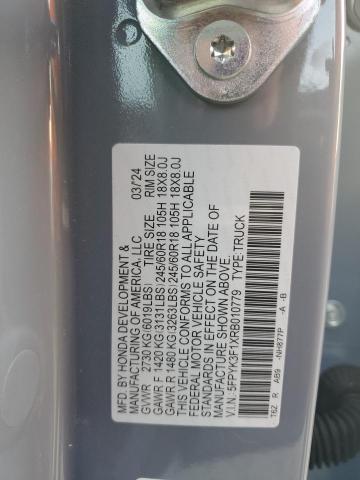 MFD. BY HONDA DEVELOPMENT & 03/'24
MANUFACTURING OF AMERICA, LLC.
TIRE SIZE RIM SIZE
GVWR 2730 KG(6019LBS)
GAWR F 1420 KG(3131LBS) 245/60R18 105H 18X8.0J
GAWR R 1480 KG(3263LBS) 245/60R18 105H 18X8.0J
THIS VEHICLE CONFORMS TO ALL APPLICABLE
FEDERAL MOTOR VEHICLE SAFETY
STANDARDS IN EFFECT ON THE DATE OF
MANUFACTURE SHOWN ABOVE.
V.I.N.: 5FPYK3F1XRB010779 TYPE:TRUCK
T6Z R AB9 -NH877P -A -B